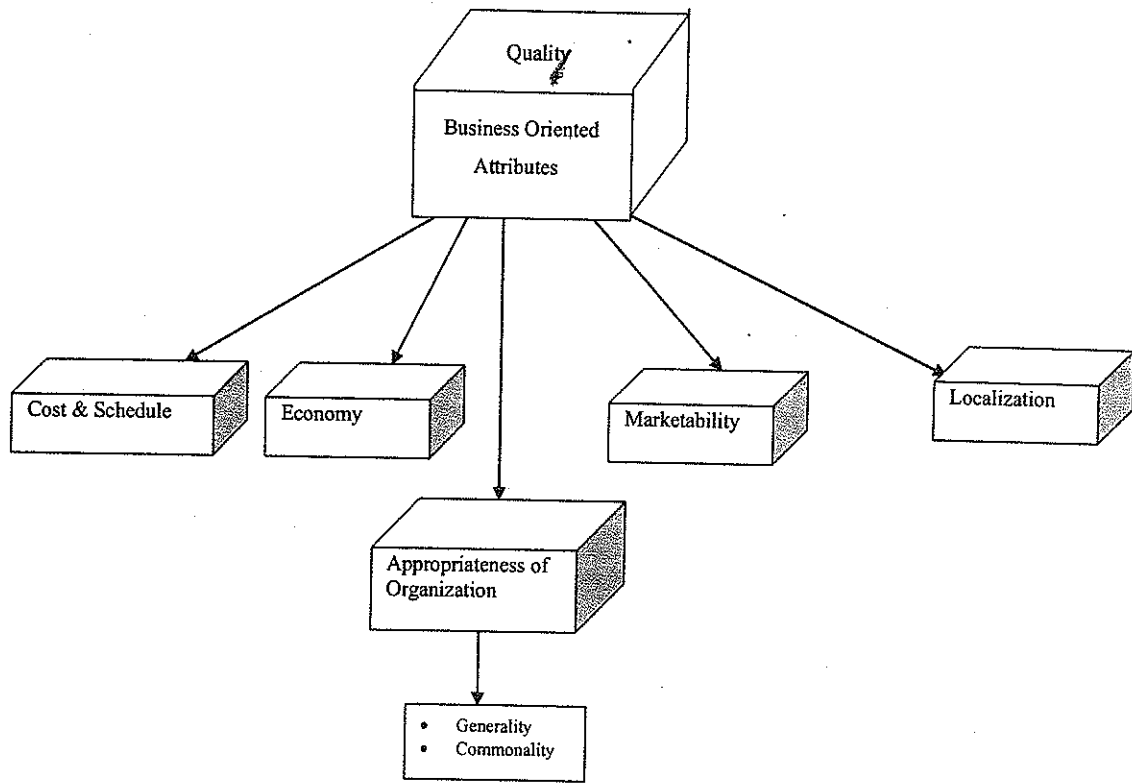 Quality
Business Oriented
Attributes
Cost & Schedule
Economy
Marketability
Localization
Appropriateness of
Organization
• Generality
• Commonality